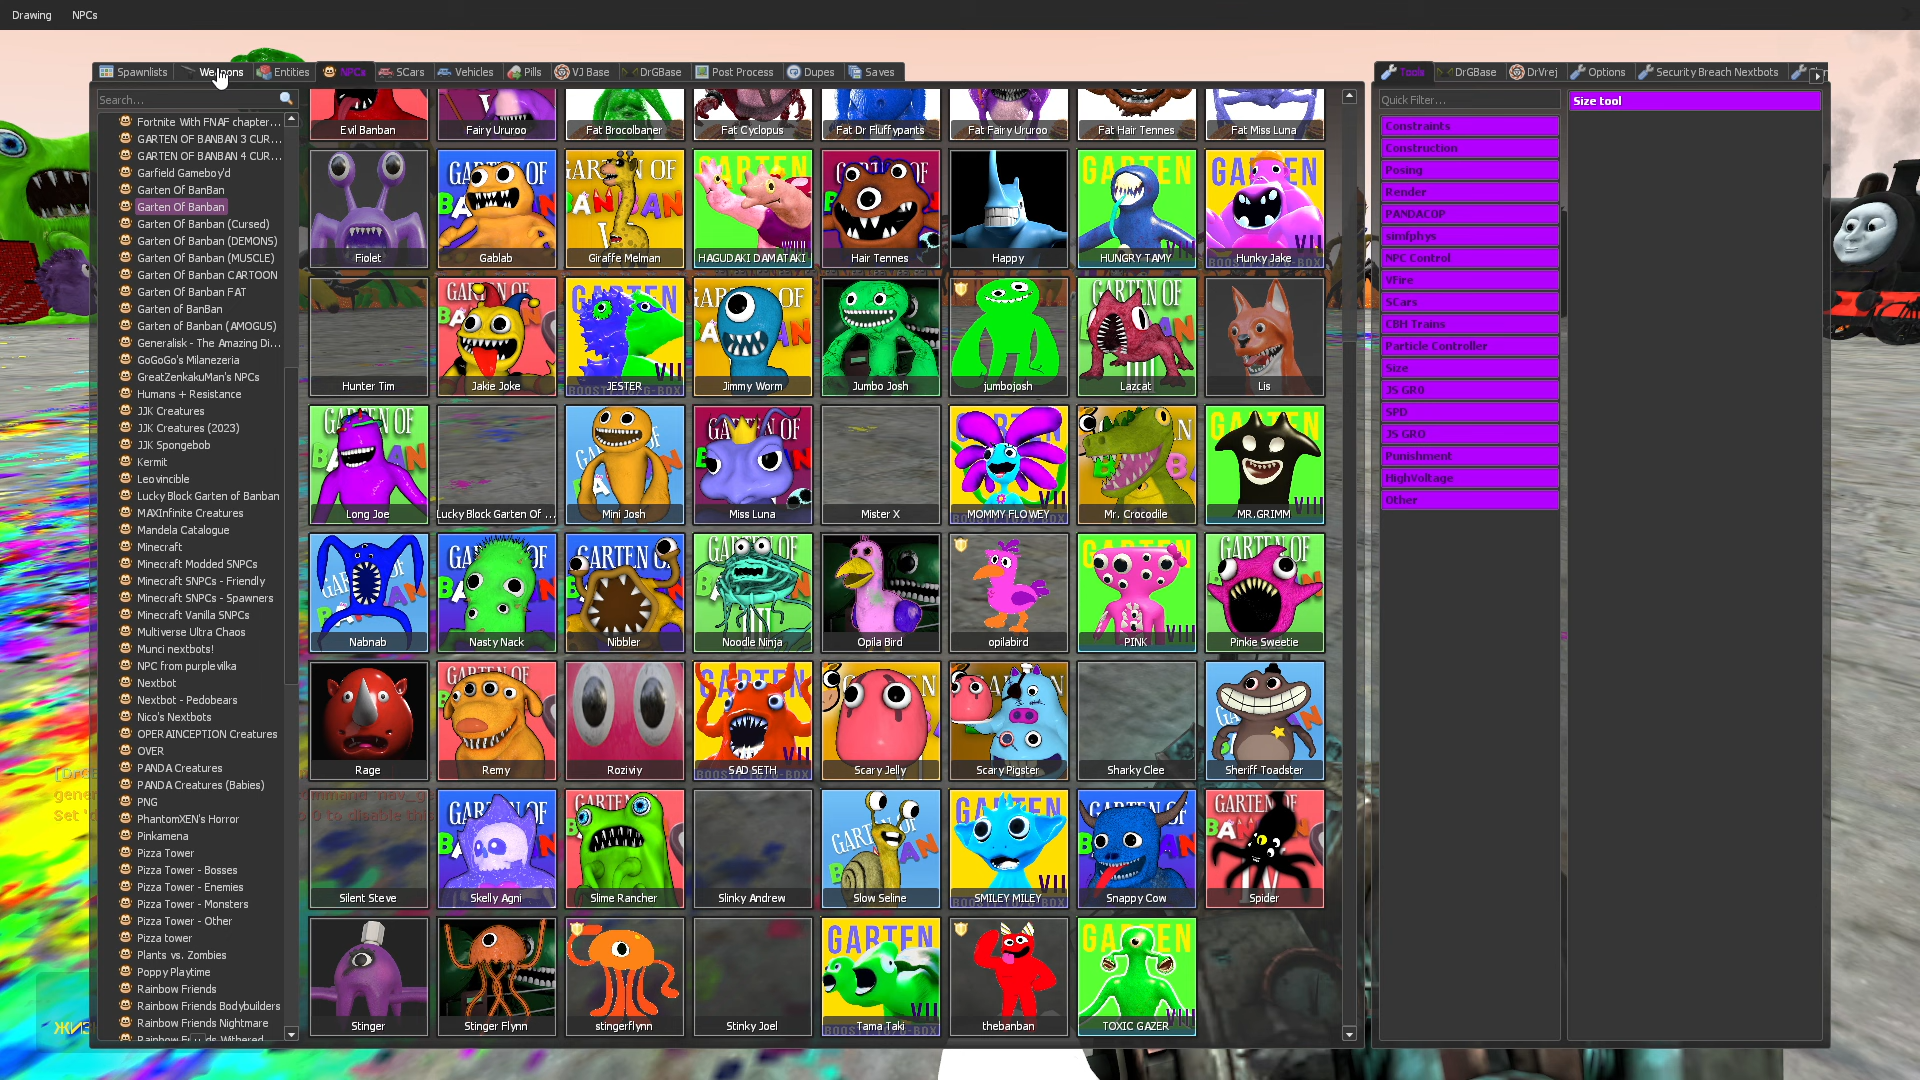 Drawing NPCs
Spawnlists Weapons Entities NPCs SCars Vehicles Pills VJ Base DrGBase Post Process Dupes Saves
Tools DrGBase DrVrej Options Security Breach Nextbots
Search...
Fortnite With FNAF chapter...
GARTEN OF BANBAN 3 CUR...
GARTEN OF BANBAN 4 CUR...
Garfield Gameboy'd
Garten Of BanBan
Garten Of Banban
Garten Of Banban (Cursed)
Garten Of Banban (DEMONS)
Garten Of Banban (MUSCLE)
Garten Of Banban CARTOON
Garten Of Banban FAT
Garten of BanBan
Garten of Banban (AMOGUS)
Generalisk - The Amazing Di...
GoGoGo's Milanezeria
GreatZenkakuMan's NPCs
Humans + Resistance
JJK Creatures
JJK Creatures (2023)
JJK Spongebob
Kermit
Leovincible
Lucky Block Garten of Banban
MAXInfinite Creatures
Mandela Catalogue
Minecraft
Minecraft Modded SNPCs
Minecraft SNPCs - Friendly
Minecraft SNPCs - Spawners
Minecraft Vanilla SNPCs
Multiverse Ultra Chaos
Munci nextbots!
NPC from purplevilka
Nextbot
Nextbot - Pedobears
Nico's Nextbots
OPERAINCEPTION Creatures
OVER
PANDA Creatures
PANDA Creatures (Babies)
PNG
PhantomXEN's Horror
Pinkamena
Pizza Tower
Pizza Tower - Bosses
Pizza Tower - Enemies
Pizza Tower - Monsters
Pizza Tower - Other
Pizza tower
Plants vs. Zombies
Poppy Playtime
Rainbow Friends
Rainbow Friends Bodybuilders
Rainbow Friends Nightmare
Evil Banban Fairy Ururoo Fat Brocolbaner Fat Cyclopus Fat Dr Fluffypants Fat Fairy Ururoo Fat Hair Tennes Fat Miss Luna
Fiolet Gablab Giraffe Melman HAGUDAKI DAMATAKI Hair Tennes Happy HUNGRY TAMY Hunky Jake
Hunter Tim Jakie Joke JESTER Jimmy Worm Jumbo Josh jumbojosh Lazcat Lis
Long Joe Lucky Block Garten Of ... Mini Josh Miss Luna Mister X MOMMY FLOWEY Mr. Crocodile MR.GRIMM
Nabnab Nasty Nack Nibbler Noodle Ninja Opila Bird opilabird PINK Pinkie Sweetie
Rage Remy Roziviy SAD SETH Scary Jelly Scary Pigster Sharky Clee Sheriff Toadster
Silent Steve Skelly Agni Slime Rancher Slinky Andrew Slow Seline SMILEY MILEY Snappy Cow Spider
Stinger Stinger Flynn stingerflynn Stinky Joel Tama Taki thebanban TOXIC GAZER
Quick Filter...
Constraints
Construction
Posing
Render
PANDACOP
simfphys
NPC Control
VFire
SCars
CBH Trains
Particle Controller
Size
JS GRO
SPD
JS GRO
Punishment
HighVoltage
Other
Size tool